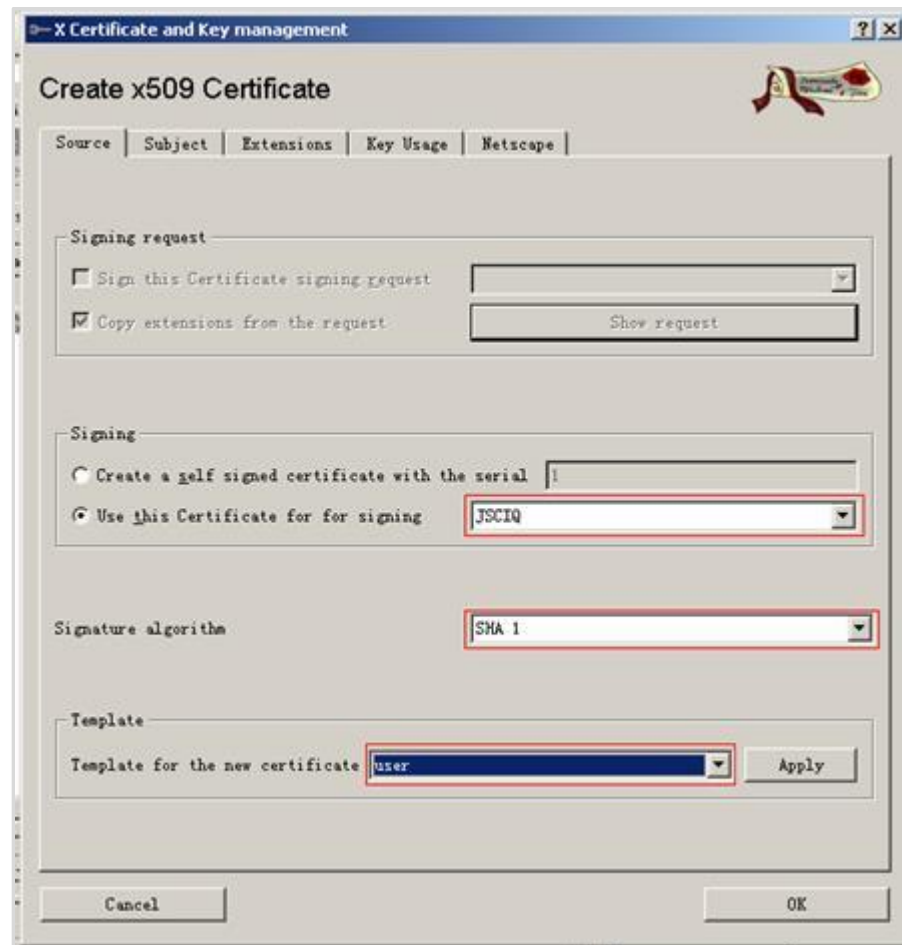 X Certificate and Key management
Create x509 Certificate
Source Subject Extensions Key Usage Netscape
Signing request
Sign this Certificate signing request
Copy extensions from the request Show request
Signing
Create a self signed certificate with the serial 1
Use this Certificate for for signing JSCIQ
Signature algorithm SHA 1
Template
Template for the new certificate user Apply
Cancel OK